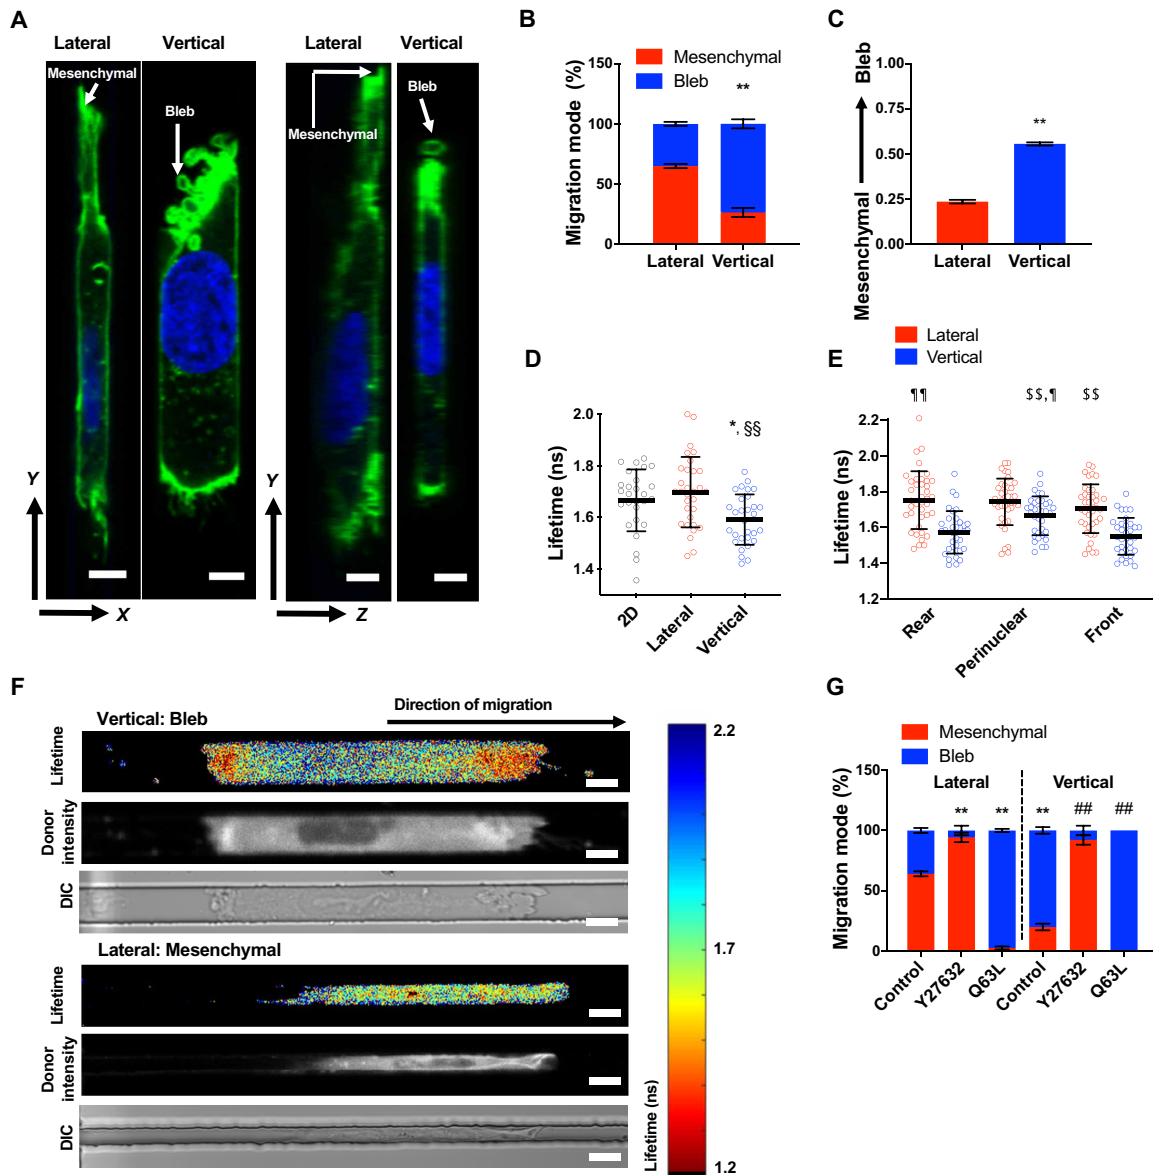 A
Lateral
Vertical
Lateral
Vertical
Mesenchymal
Bleb
Mesenchymal
Bleb
Y
X
Y
Z
B
Mesenchymal
Bleb
Migration mode (%)
150
100
50
0
**
Lateral
Vertical
C
Mesenchymal
Bleb
1.00
0.75
0.50
0.25
0.00
**
Lateral
Vertical
D
Lifetime (ns)
2.0
1.8
1.6
1.4
*, §§
2D
Lateral
Vertical
Lateral
Vertical
E
¶¶
$$,¶
$$
Lifetime (ns)
2.2
2.0
1.8
1.6
1.4
1.2
Rear
Perinuclear
Front
F
Direction of migration
Vertical: Bleb
Lifetime
Donor
intensity
DIC
Lateral: Mesenchymal
Lifetime
Donor
intensity
DIC
2.2
1.7
1.2
Lifetime (ns)
G
Mesenchymal
Bleb
Migration mode (%)
150
100
50
0
Lateral
Vertical
** ** ** ## ##
Control
Y27632
Q63L
Control
Y27632
Q63L